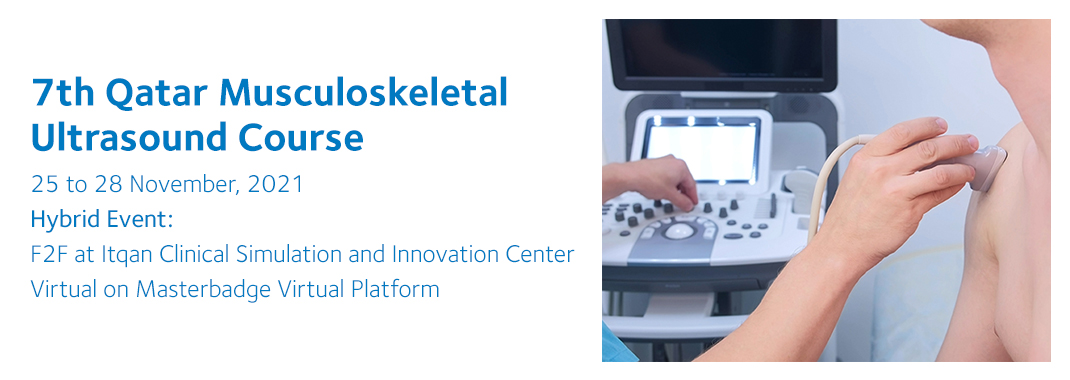 7th Qatar Musculoskeletal
Ultrasound Course
25 to 28 November, 2021
Hybrid Event:
F2F at Itqan Clinical Simulation and Innovation Center
Virtual on Masterbadge Virtual Platform